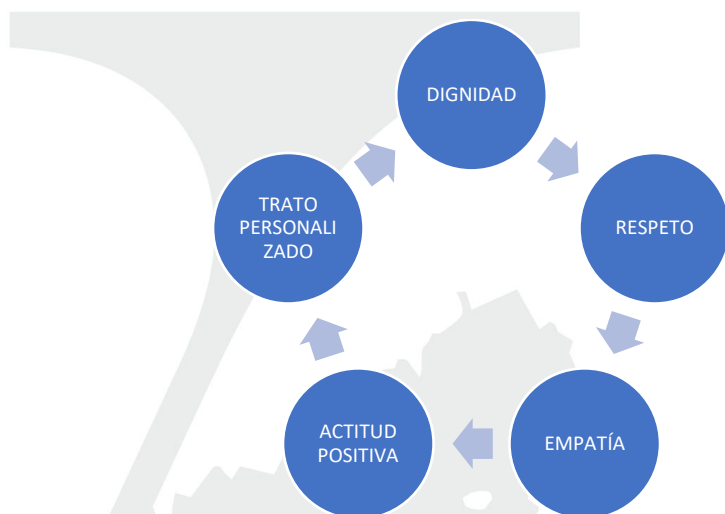 DIGNIDAD
RESPETO
EMPATÍA
ACTITUD
POSITIVA
TRATO
PERSONALI
ZADO